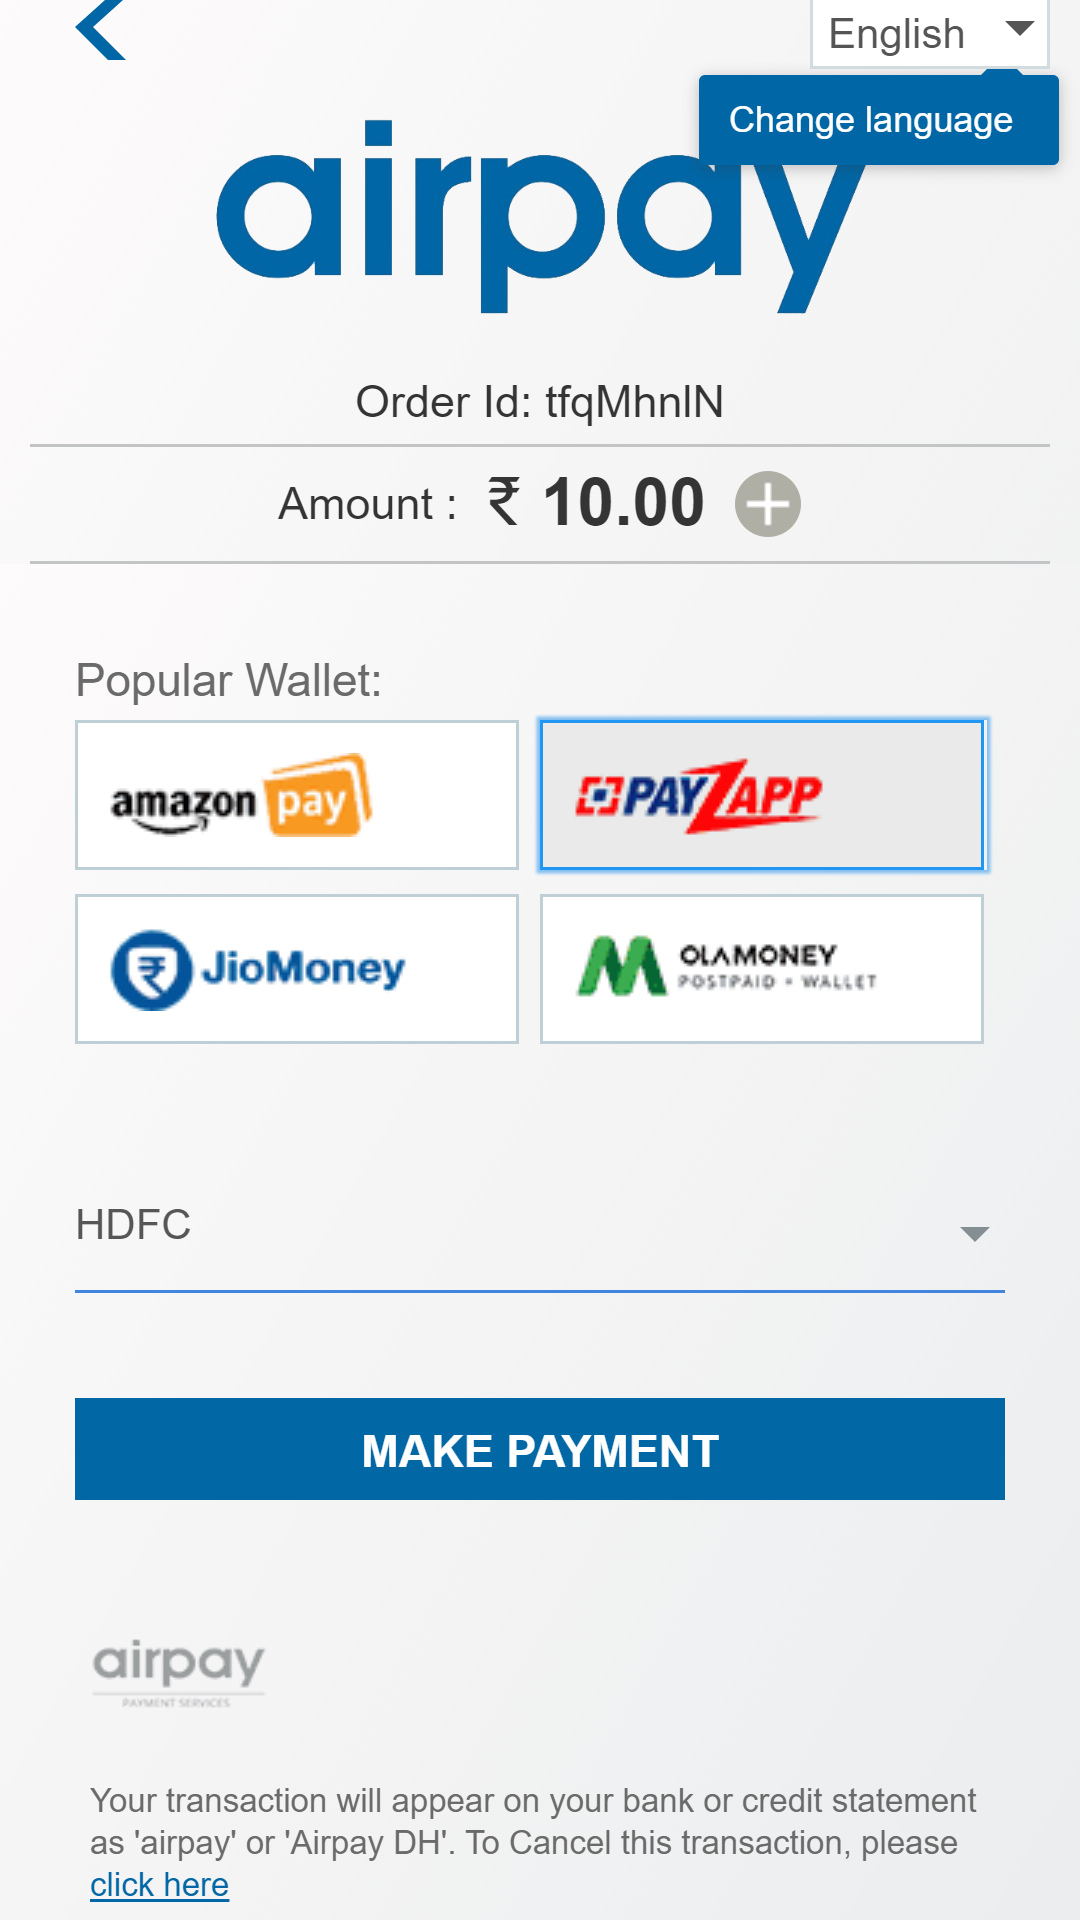 English
Change language
airpay
Order Id: tfqMhnlN
Amount : ₹ 10.00
Popular Wallet:
amazon pay
PAYZAPP
JioMoney
OLAMONEY
POSTPAID + WALLET
HDFC
MAKE PAYMENT
airpay
PAYMENT SERVICES
Your transaction will appear on your bank or credit statement
as 'airpay' or 'Airpay DH'. To Cancel this transaction, please
click here